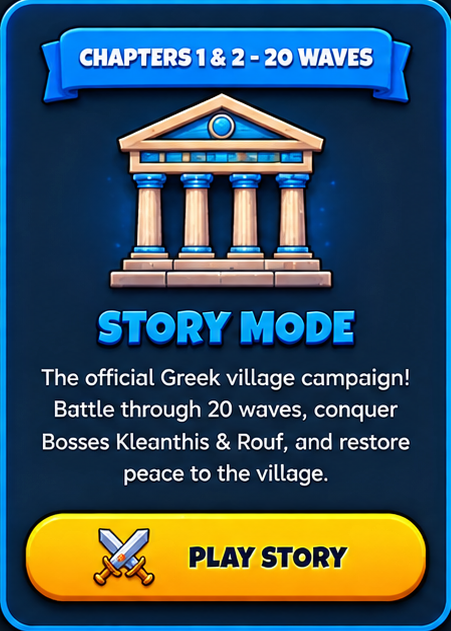 CHAPTERS 1 & 2 - 20 WAVES
STORY MODE
The official Greek village campaign!
Battle through 20 waves, conquer
Bosses Kleanthis & Rouf, and restore
peace to the village.
PLAY STORY